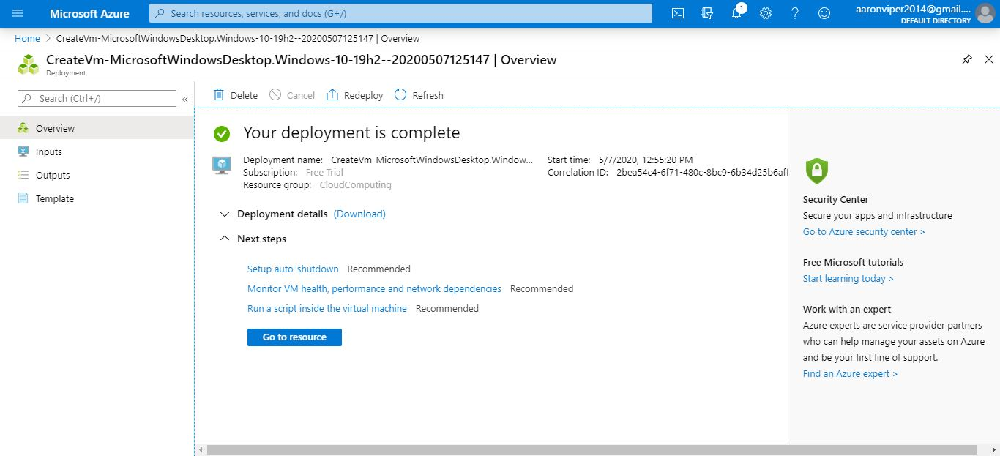 Microsoft Azure
Search resources, services, and docs (G+/)
1
aaronviper2014@gmail....
DEFAULT DIRECTORY
Home > CreateVm-MicrosoftWindowsDesktop.Windows-10-19h2--20200507125147 | Overview
CreateVm-MicrosoftWindowsDesktop.Windows-10-19h2--20200507125147 | Overview
Deployment
Search (Ctrl+/)
«
Delete Cancel Redeploy Refresh
Overview
Inputs
Outputs
Template
Your deployment is complete
Deployment name: CreateVm-MicrosoftWindowsDesktop.Window...
Subscription: Free Trial
Resource group: CloudComputing
Start time: 5/7/2020, 12:55:20 PM
Correlation ID: 2bea54c4-6f71-480c-8bc9-6b34d25b6aff
Deployment details (Download)
Next steps
Setup auto-shutdown Recommended
Monitor VM health, performance and network dependencies Recommended
Run a script inside the virtual machine Recommended
Go to resource
Security Center
Secure your apps and infrastructure
Go to Azure security center >
Free Microsoft tutorials
Start learning today >
Work with an expert
Azure experts are service provider partners
who can help manage your assets on Azure
and be your first line of support.
Find an Azure expert >